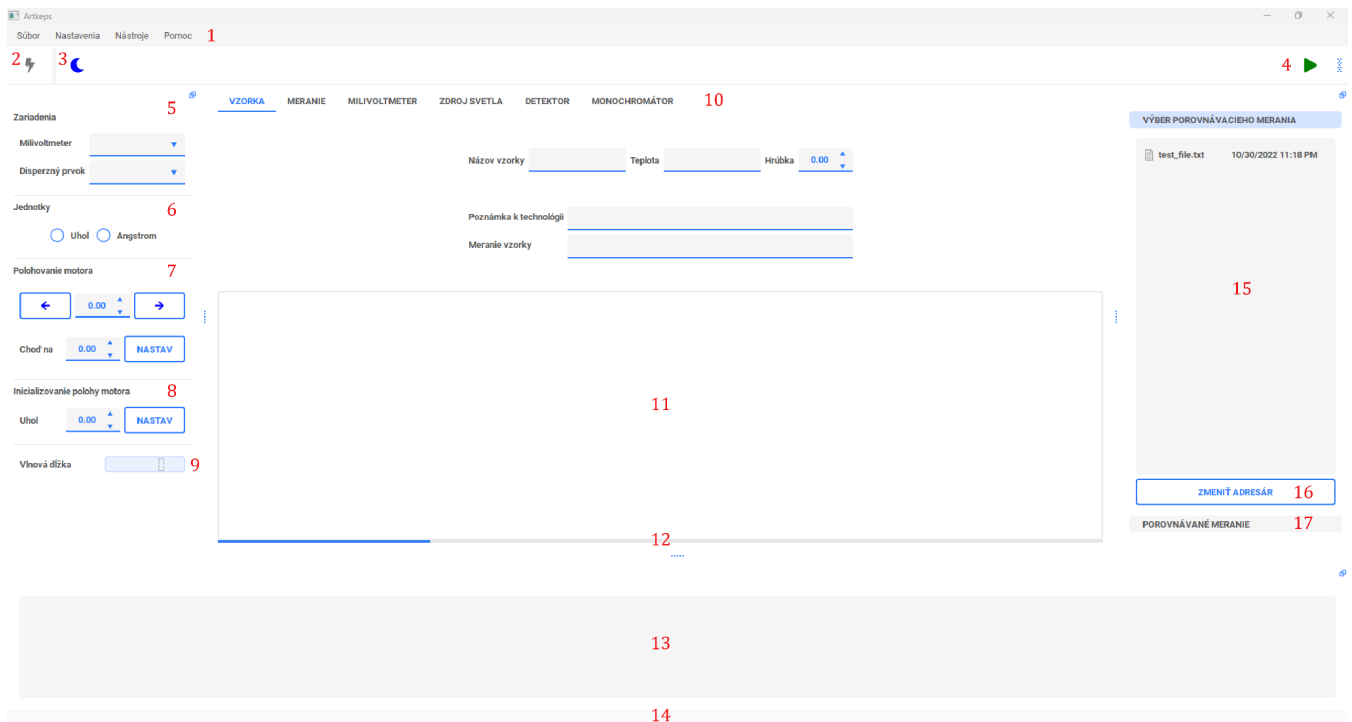 Artkeps
Súbor Nastavenia Nástroje Pomoc 1
2 3 4
5
Zariadenia
Milivoltmeter
Disperzný prvok
Jednotky 6
Uhol Angstrom
Polohovanie motora 7
0.00
Choď na 0.00 NASTAV
Inicializovanie polohy motora 8
Uhol 0.00 NASTAV
Vlnová dĺžka 9
VZORKA MERANIE MILIVOLTMETER ZDROJ SVETLA DETEKTOR MONOCHROMÁTOR 10
Názov vzorky Teplota Hrúbka 0.00
Poznámka k technológii
Meranie vzorky
11
12
VÝBER POROVNÁVACIEHO MERANIA
test_file.txt 10/30/2022 11:18 PM
15
ZMENIŤ ADRESÁR 16
POROVNÁVANÉ MERANIE 17
13
14